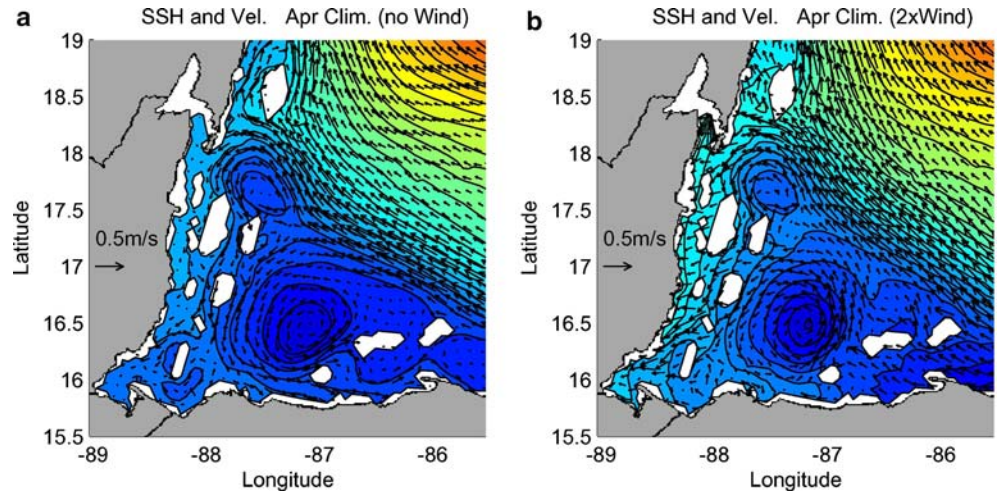 a SSH and Vel. Apr Clim. (no Wind)
19
18.5
18
17.5
17
16.5
16
15.5
Latitude
0.5m/s
-89 -88 -87 -86
Longitude
b SSH and Vel. Apr Clim. (2xWind)
19
18.5
18
17.5
17
16.5
16
15.5
Latitude
0.5m/s
-89 -88 -87 -86
Longitude